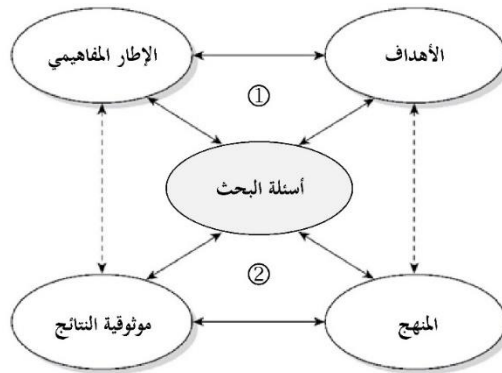 الأهداف
الإطار المفاهيمي
①
أسئلة البحث
②
المنهج
موثوقية النتائج